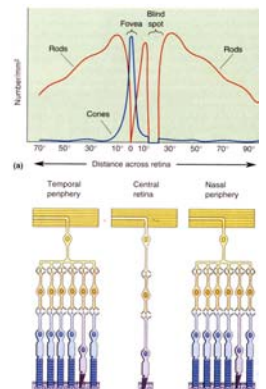 Fovea
Blind
spot
Rods
Rods
Cones
Number/mm²
70° 50° 30° 10° 0 10° 30° 50° 70° 90°
(a)
Distance across retina
Temporal
periphery
Central
retina
Nasal
periphery